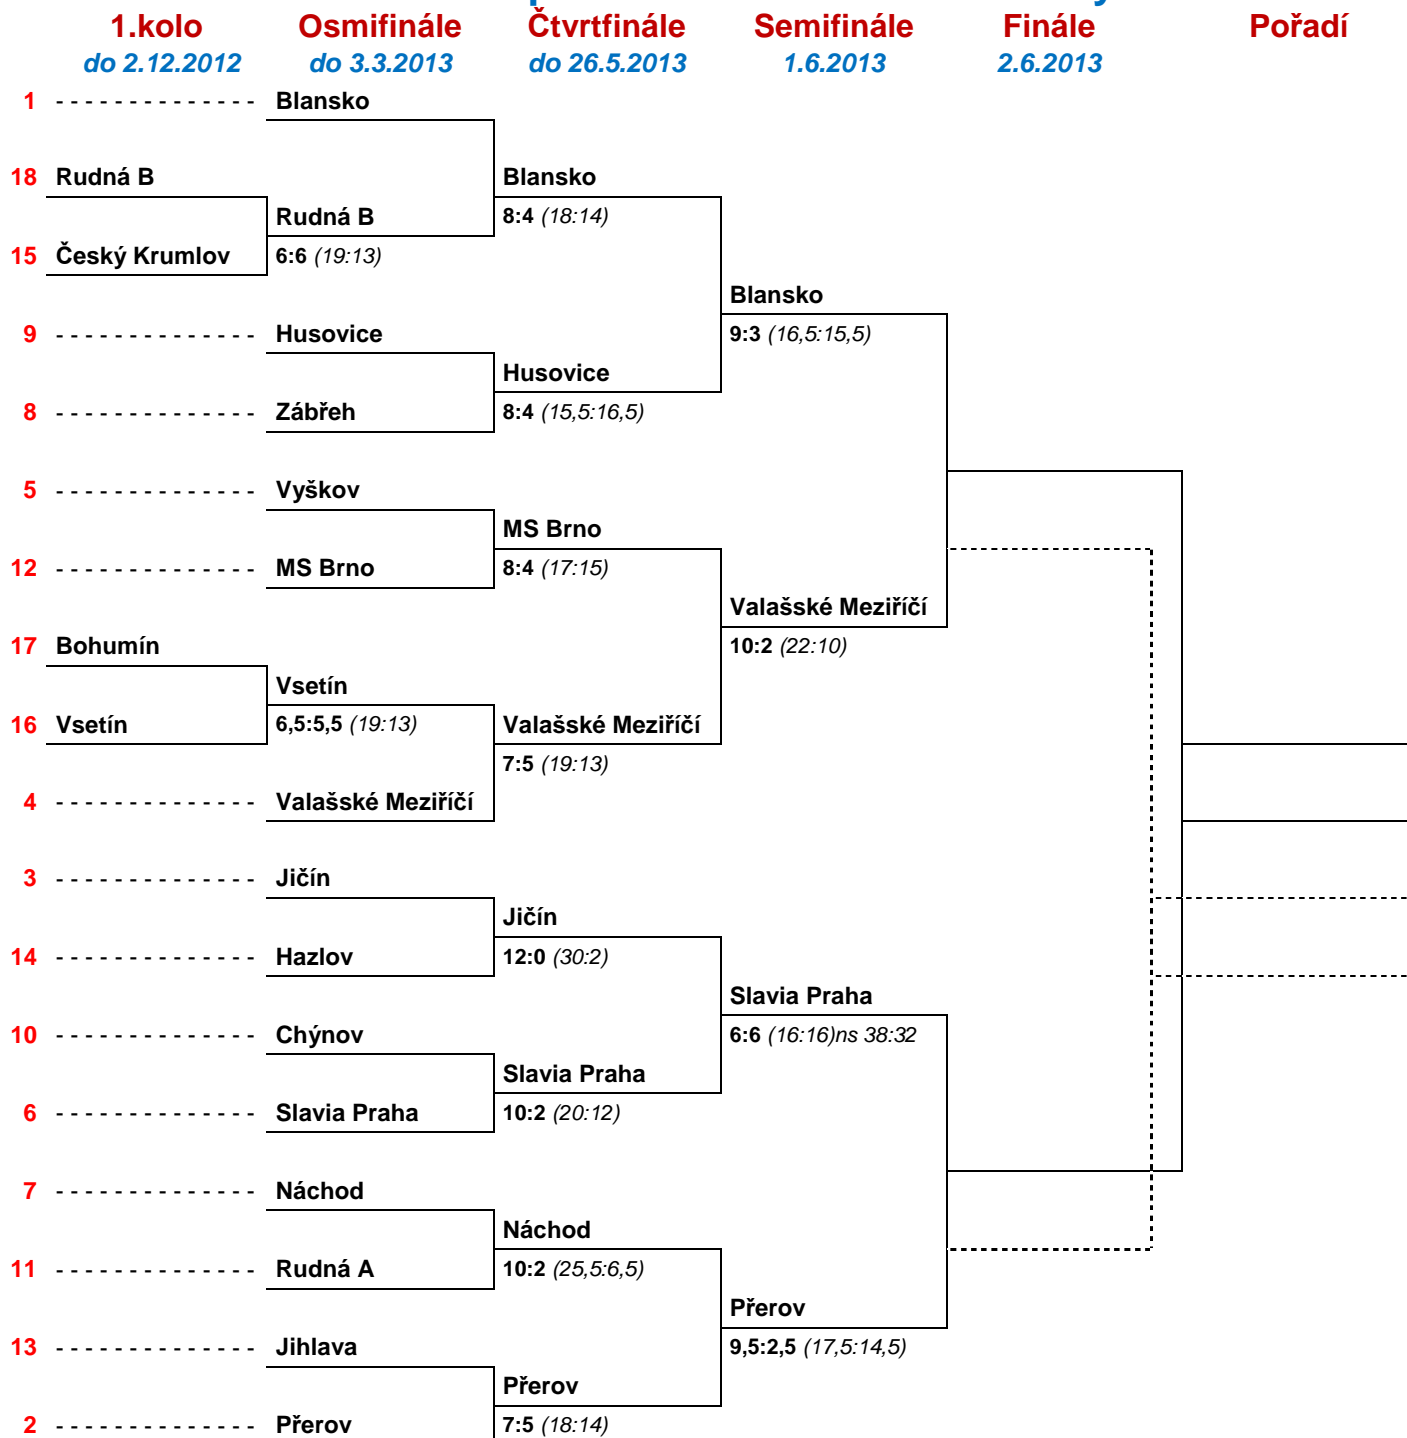 1.kolo Osmifinále Čtvrtfinále Semifinále Finále Pořadí
do 2.12.2012 do 3.3.2013 do 26.5.2013 1.6.2013 2.6.2013
1 - - - - - - - - - - - - - - Blansko
18 Rudná B Blansko
Rudná B 8:4 (18:14)
15 Český Krumlov 6:6 (19:13)
Blansko
9 - - - - - - - - - - - - - - Husovice 9:3 (16,5:15,5)
Husovice
8 - - - - - - - - - - - - - - Zábřeh 8:4 (15,5:16,5)
5 - - - - - - - - - - - - - - Vyškov
MS Brno
12 - - - - - - - - - - - - - - MS Brno 8:4 (17:15)
Valašské Meziříčí
17 Bohumín 10:2 (22:10)
Vsetín
16 Vsetín 6,5:5,5 (19:13) Valašské Meziříčí
7:5 (19:13)
4 - - - - - - - - - - - - - - Valašské Meziříčí
3 - - - - - - - - - - - - - - Jičín
Jičín
14 - - - - - - - - - - - - - - Hazlov 12:0 (30:2)
Slavia Praha
10 - - - - - - - - - - - - - - Chýnov 6:6 (16:16)ns 38:32
Slavia Praha
6 - - - - - - - - - - - - - - Slavia Praha 10:2 (20:12)
7 - - - - - - - - - - - - - - Náchod
Náchod
11 - - - - - - - - - - - - - - Rudná A 10:2 (25,5:6,5)
Přerov
13 - - - - - - - - - - - - - - Jihlava 9,5:2,5 (17,5:14,5)
Přerov
2 - - - - - - - - - - - - - - Přerov 7:5 (18:14)